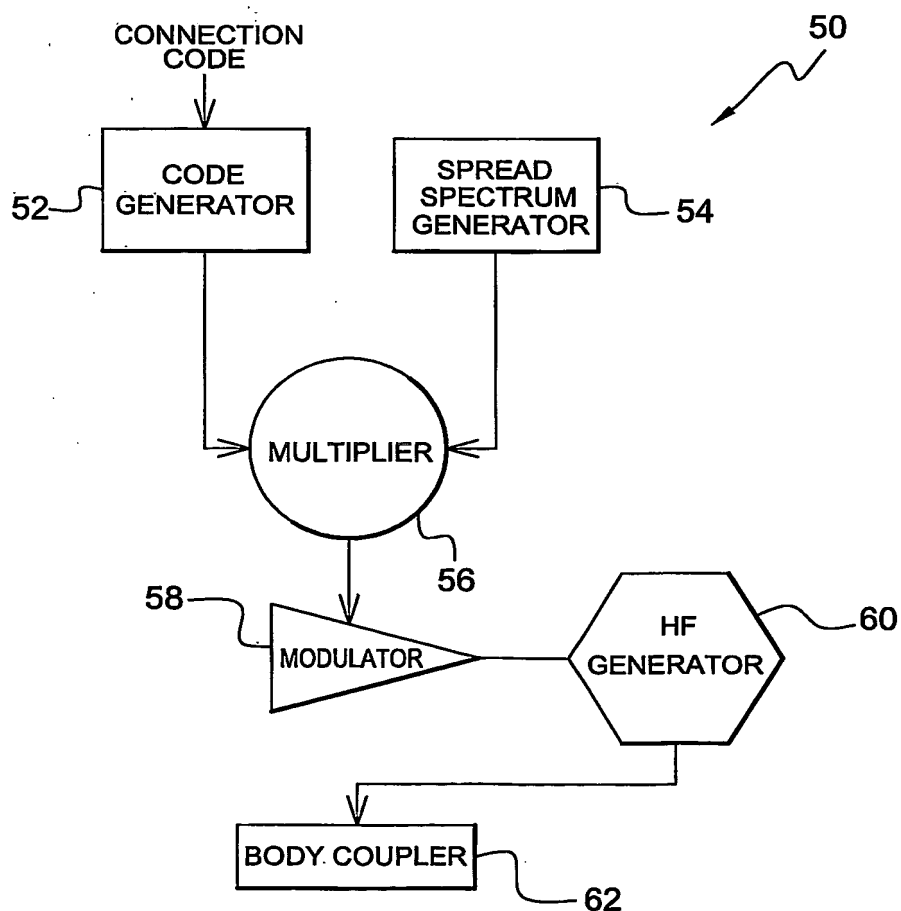 CONNECTION
CODE
50
CODE
GENERATOR
52
SPREAD
SPECTRUM
GENERATOR
54
MULTIPLIER
56
58
MODULATOR
HF
GENERATOR
60
BODY COUPLER
62